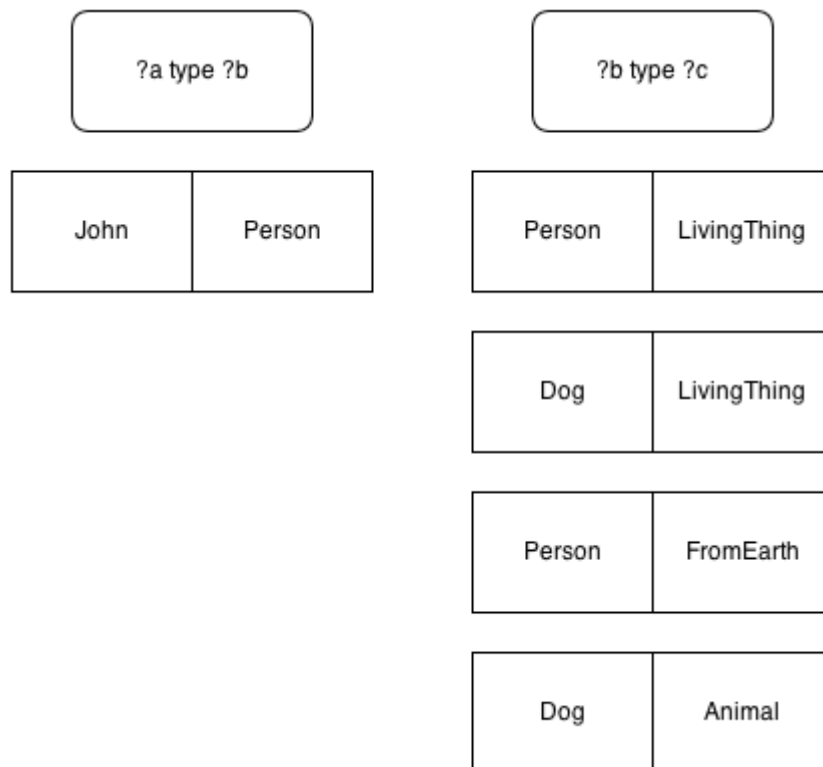 ?a type ?b
?b type ?c
John Person
Person LivingThing
Dog LivingThing
Person FromEarth
Dog Animal